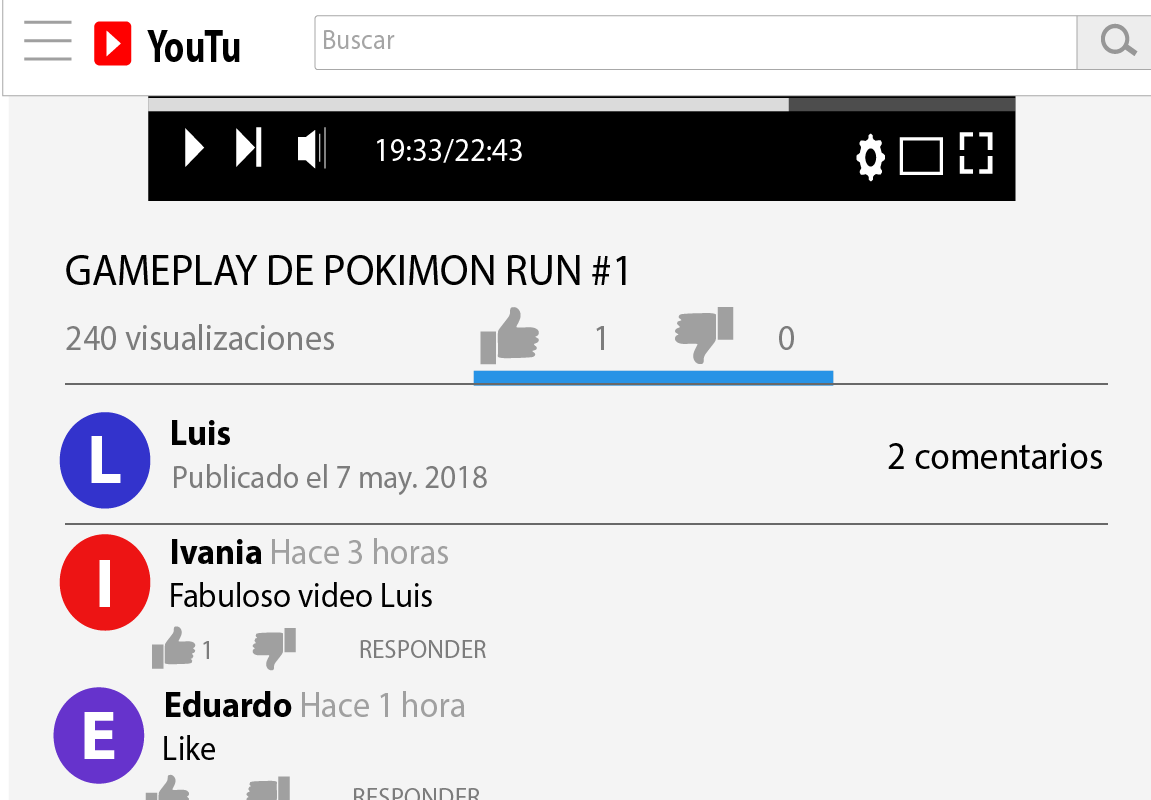 YouTu
Buscar
19:33/22:43
GAMEPLAY DE POKIMON RUN #1
240 visualizaciones 1 0
L
Luis
Publicado el 7 may. 2018
2 comentarios
I
Ivania Hace 3 horas
Fabuloso video Luis
1 RESPONDER
E
Eduardo Hace 1 hora
Like
RESPONDER